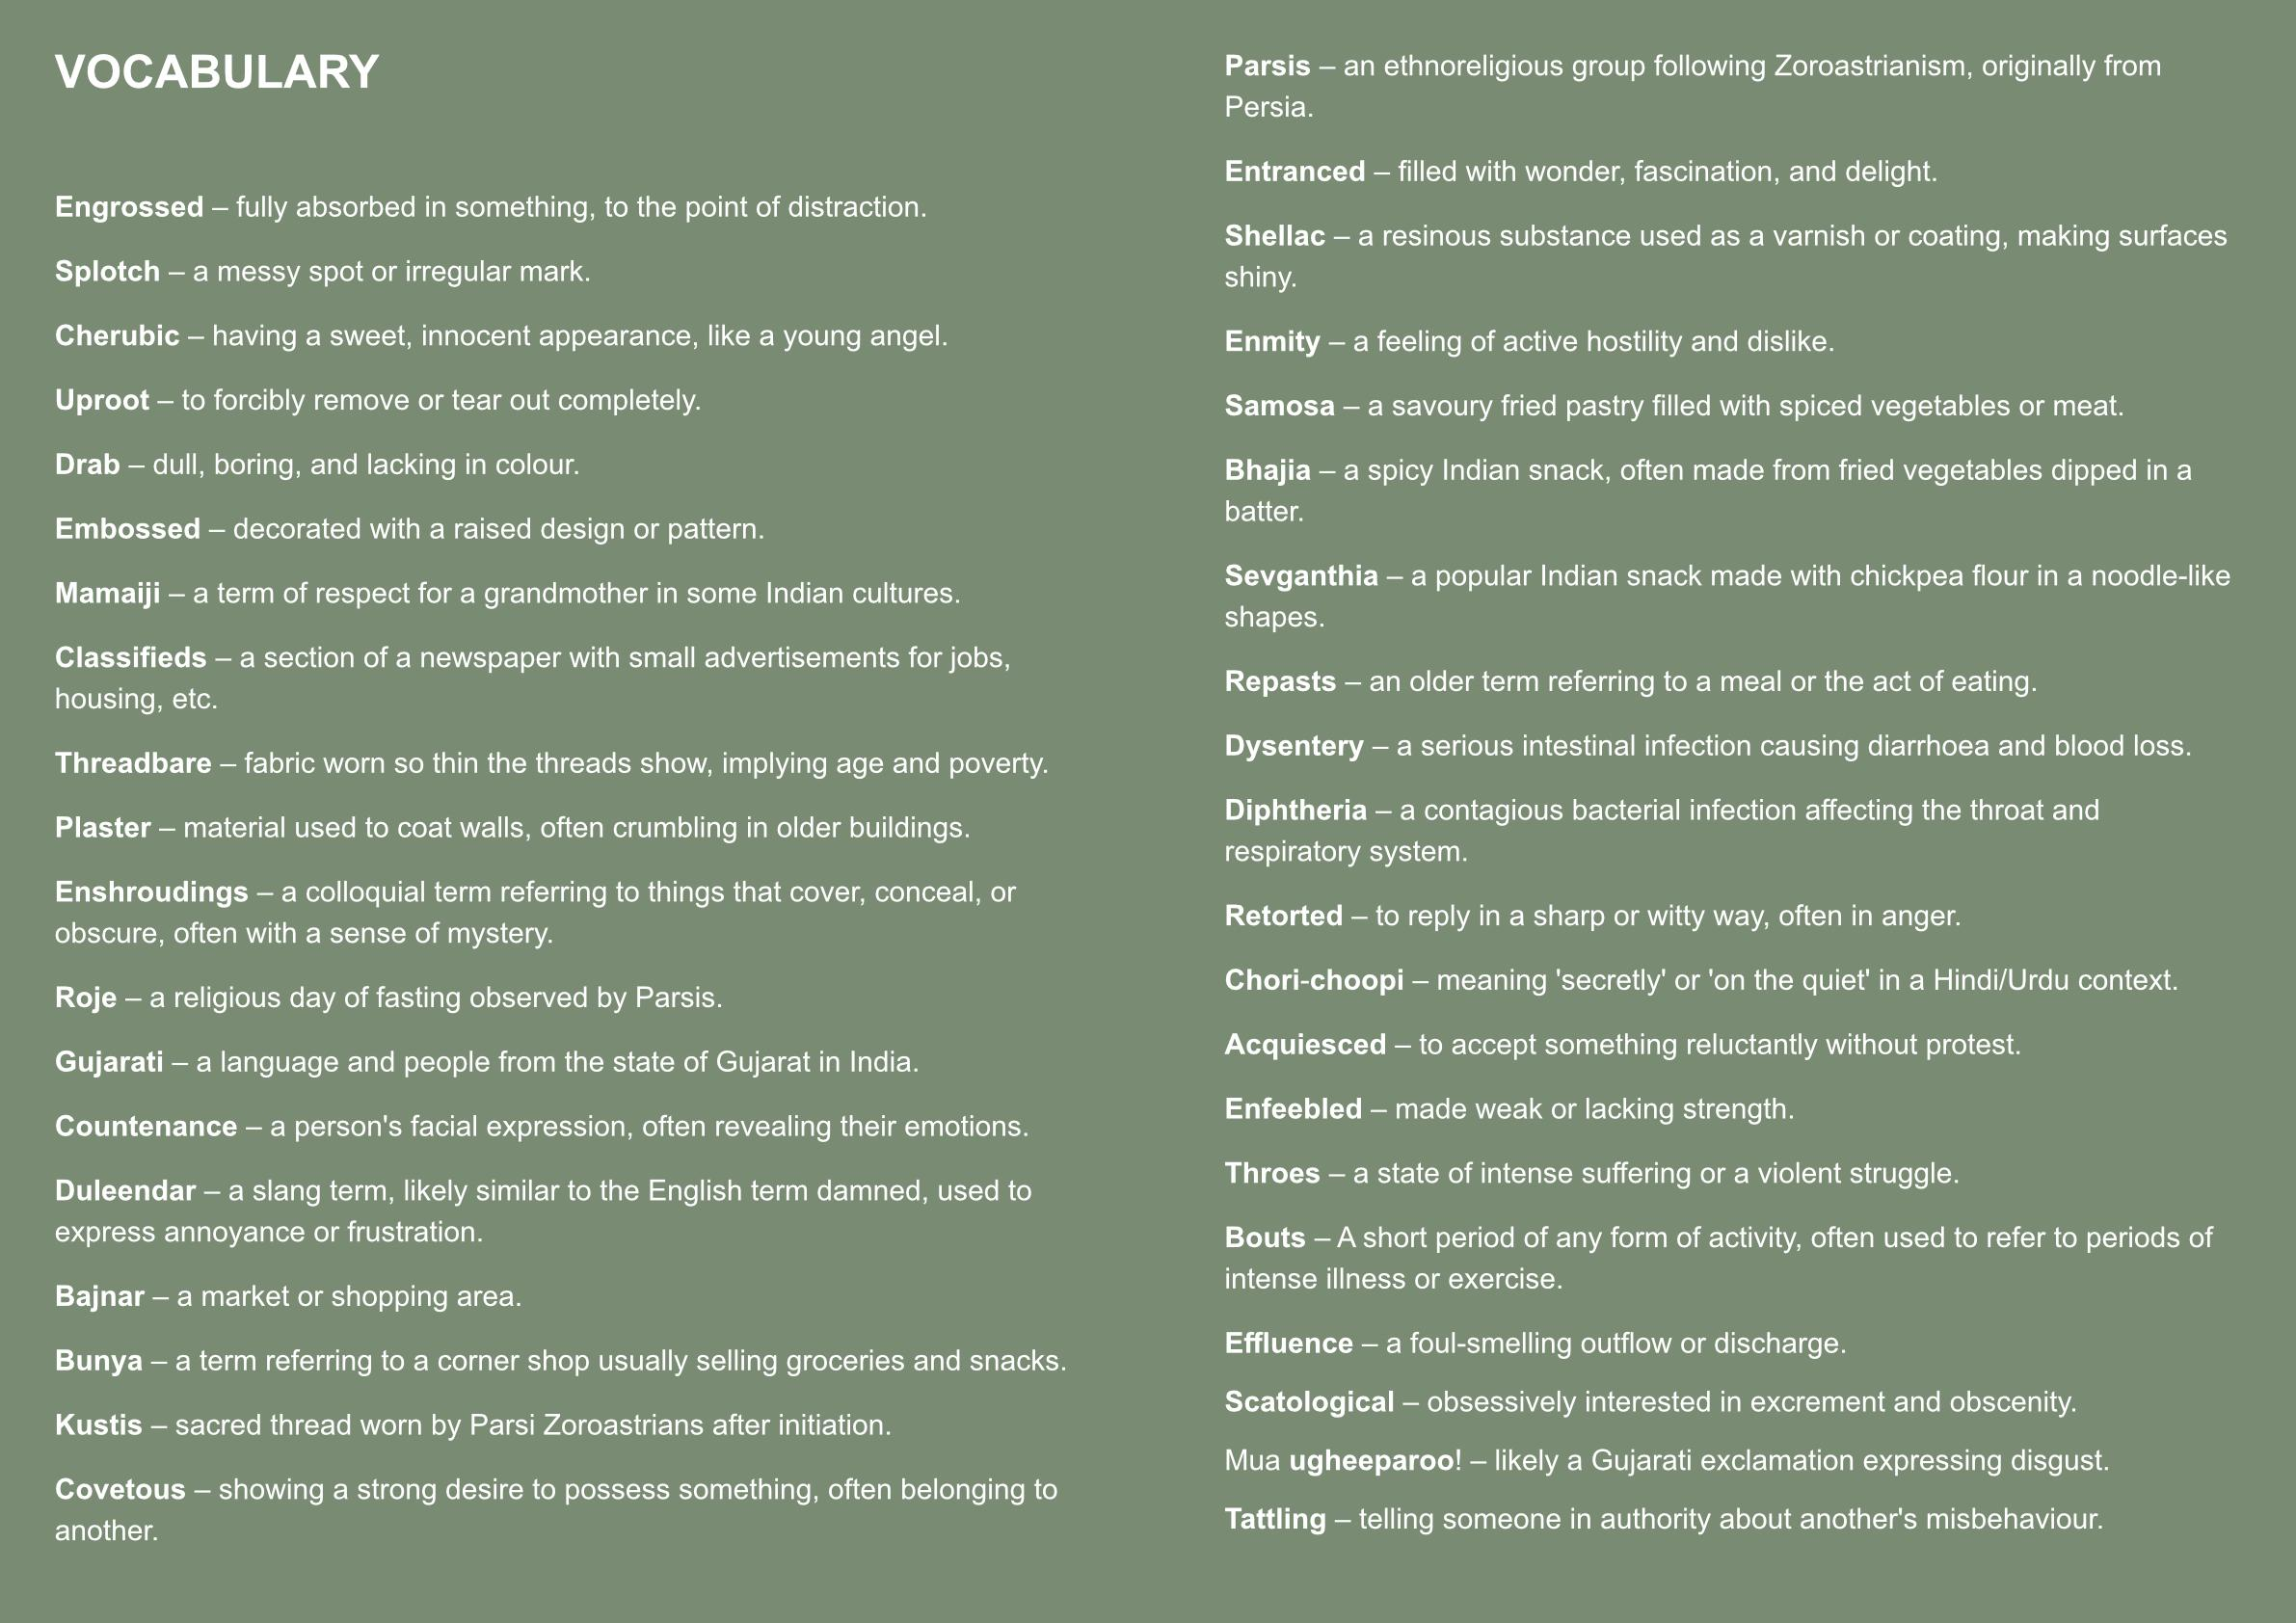 VOCABULARY
Engrossed – fully absorbed in something, to the point of distraction.
Splotch – a messy spot or irregular mark.
Cherubic – having a sweet, innocent appearance, like a young angel.
Uproot – to forcibly remove or tear out completely.
Drab – dull, boring, and lacking in colour.
Embossed – decorated with a raised design or pattern.
Mamaiji – a term of respect for a grandmother in some Indian cultures.
Classifieds – a section of a newspaper with small advertisements for jobs,
housing, etc.
Threadbare – fabric worn so thin the threads show, implying age and poverty.
Plaster – material used to coat walls, often crumbling in older buildings.
Enshroudings – a colloquial term referring to things that cover, conceal, or
obscure, often with a sense of mystery.
Roje – a religious day of fasting observed by Parsis.
Gujarati – a language and people from the state of Gujarat in India.
Countenance – a person's facial expression, often revealing their emotions.
Duleendar – a slang term, likely similar to the English term damned, used to
express annoyance or frustration.
Bajnar – a market or shopping area.
Bunya – a term referring to a corner shop usually selling groceries and snacks.
Kustis – sacred thread worn by Parsi Zoroastrians after initiation.
Covetous – showing a strong desire to possess something, often belonging to
another.
Parsis – an ethnoreligious group following Zoroastrianism, originally from
Persia.
Entranced – filled with wonder, fascination, and delight.
Shellac – a resinous substance used as a varnish or coating, making surfaces
shiny.
Enmity – a feeling of active hostility and dislike.
Samosa – a savoury fried pastry filled with spiced vegetables or meat.
Bhajia – a spicy Indian snack, often made from fried vegetables dipped in a
batter.
Sevganthia – a popular Indian snack made with chickpea flour in a noodle-like
shapes.
Repasts – an older term referring to a meal or the act of eating.
Dysentery – a serious intestinal infection causing diarrhoea and blood loss.
Diphtheria – a contagious bacterial infection affecting the throat and
respiratory system.
Retorted – to reply in a sharp or witty way, often in anger.
Chori-choopi – meaning 'secretly' or 'on the quiet' in a Hindi/Urdu context.
Acquiesced – to accept something reluctantly without protest.
Enfeebled – made weak or lacking strength.
Throes – a state of intense suffering or a violent struggle.
Bouts – A short period of any form of activity, often used to refer to periods of
intense illness or exercise.
Effluence – a foul-smelling outflow or discharge.
Scatological – obsessively interested in excrement and obscenity.
Mua ugheeparoo! – likely a Gujarati exclamation expressing disgust.
Tattling – telling someone in authority about another's misbehaviour.